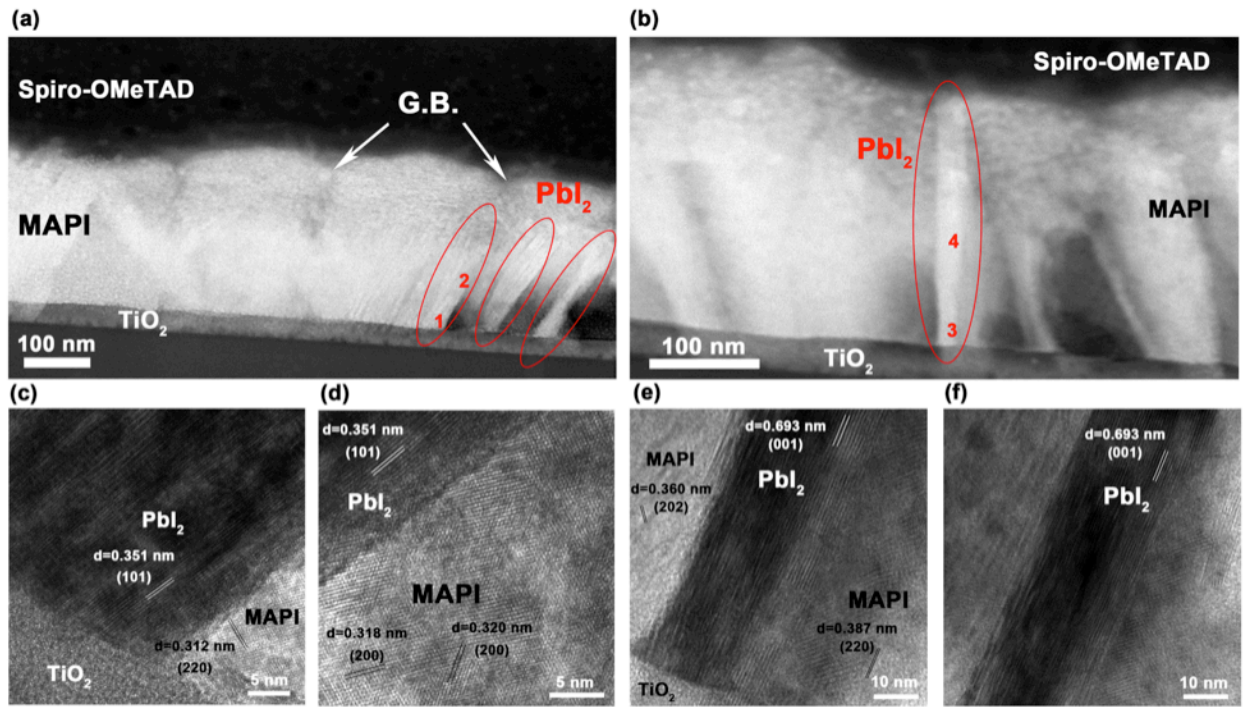 (a)
Spiro-OMeTAD
G.B.
PbI₂
MAPI
2
1
TiO₂
100 nm
(b)
Spiro-OMeTAD
PbI₂
MAPI
4
3
100 nm
TiO₂
(c)
PbI₂
d=0.351 nm
(101)
MAPI
d=0.312 nm
(220)
TiO₂
5 nm
(d)
d=0.351 nm
(101)
PbI₂
MAPI
d=0.318 nm
(200)
d=0.320 nm
(200)
5 nm
(e)
d=0.693 nm
(001)
MAPI
PbI₂
d=0.360 nm
(202)
MAPI
d=0.387 nm
(220)
TiO₂
10 nm
(f)
d=0.693 nm
(001)
PbI₂
10 nm